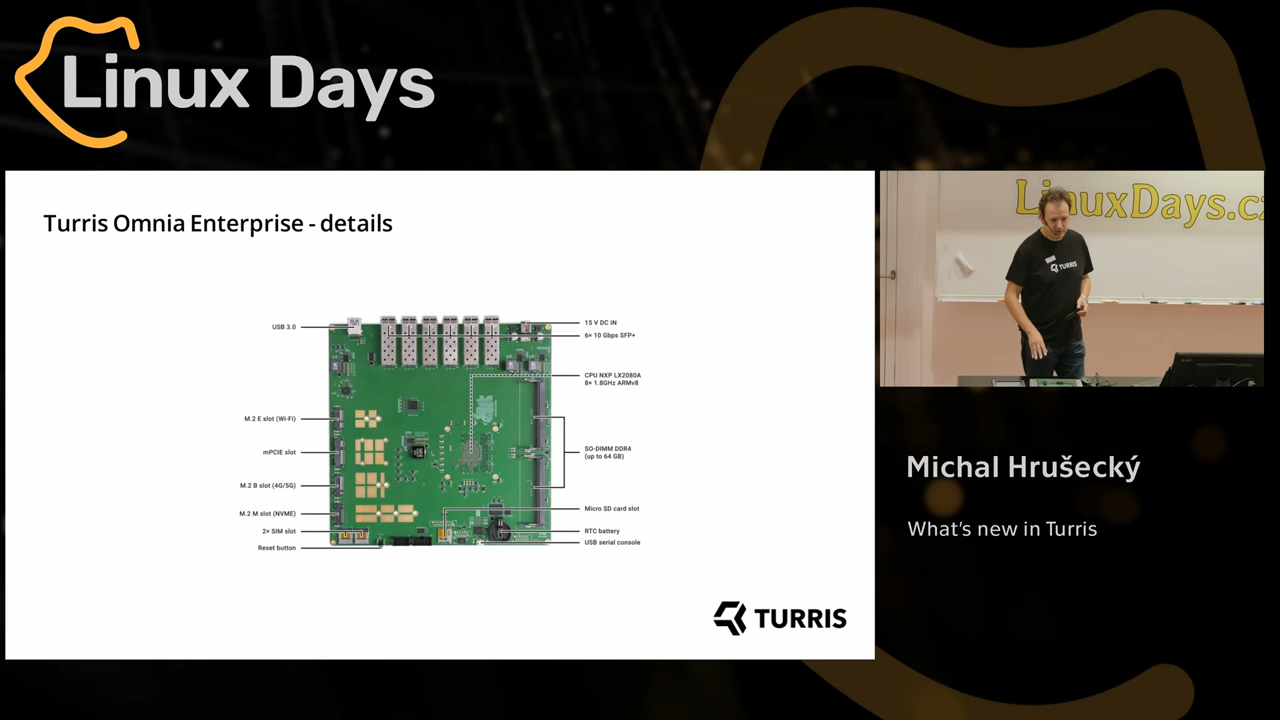 Linux Days
Turris Omnia Enterprise - details
USB 3.0
M.2 E slot (Wi-Fi)
mPCIE slot
M.2 B slot (4G/5G)
M.2 M slot (NVME)
2× SIM slot
Reset button
15 V DC IN
6× 10 Gbps SFP+
CPU NXP LX2080A
8× 1.8GHz ARMv8
SO-DIMM DDR4
(up to 64 GB)
Micro SD card slot
RTC battery
USB serial console
TURRIS
LinuxDays.cz
TURRIS
Michal Hrušecký
What's new in Turris